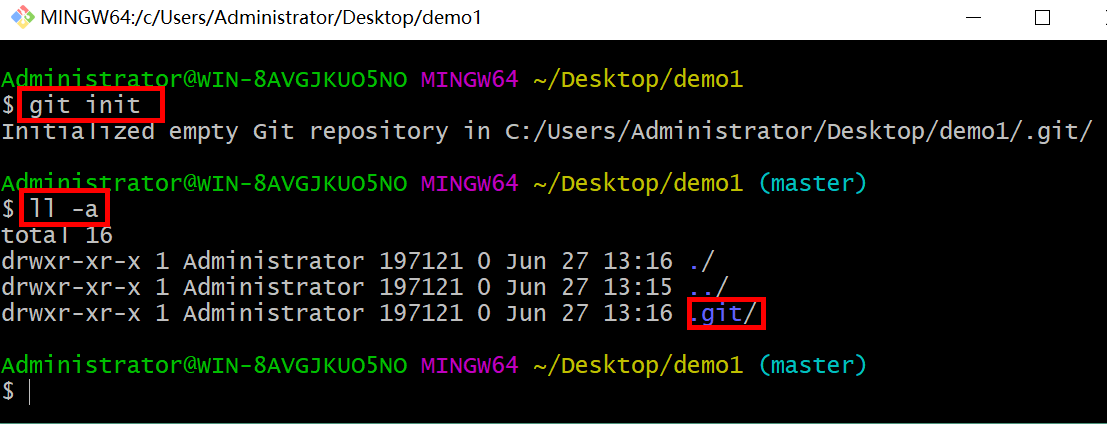 MINGW64:/c/Users/Administrator/Desktop/demo1
Administrator@WIN-8AVGJKUO5NO MINGW64 ~/Desktop/demo1
$ git init
Initialized empty Git repository in C:/Users/Administrator/Desktop/demo1/.git/
Administrator@WIN-8AVGJKUO5NO MINGW64 ~/Desktop/demo1 (master)
$ ll -a
total 16
drwxr-xr-x 1 Administrator 197121 0 Jun 27 13:16 ./
drwxr-xr-x 1 Administrator 197121 0 Jun 27 13:15 ../
drwxr-xr-x 1 Administrator 197121 0 Jun 27 13:16 .git/
Administrator@WIN-8AVGJKUO5NO MINGW64 ~/Desktop/demo1 (master)
$